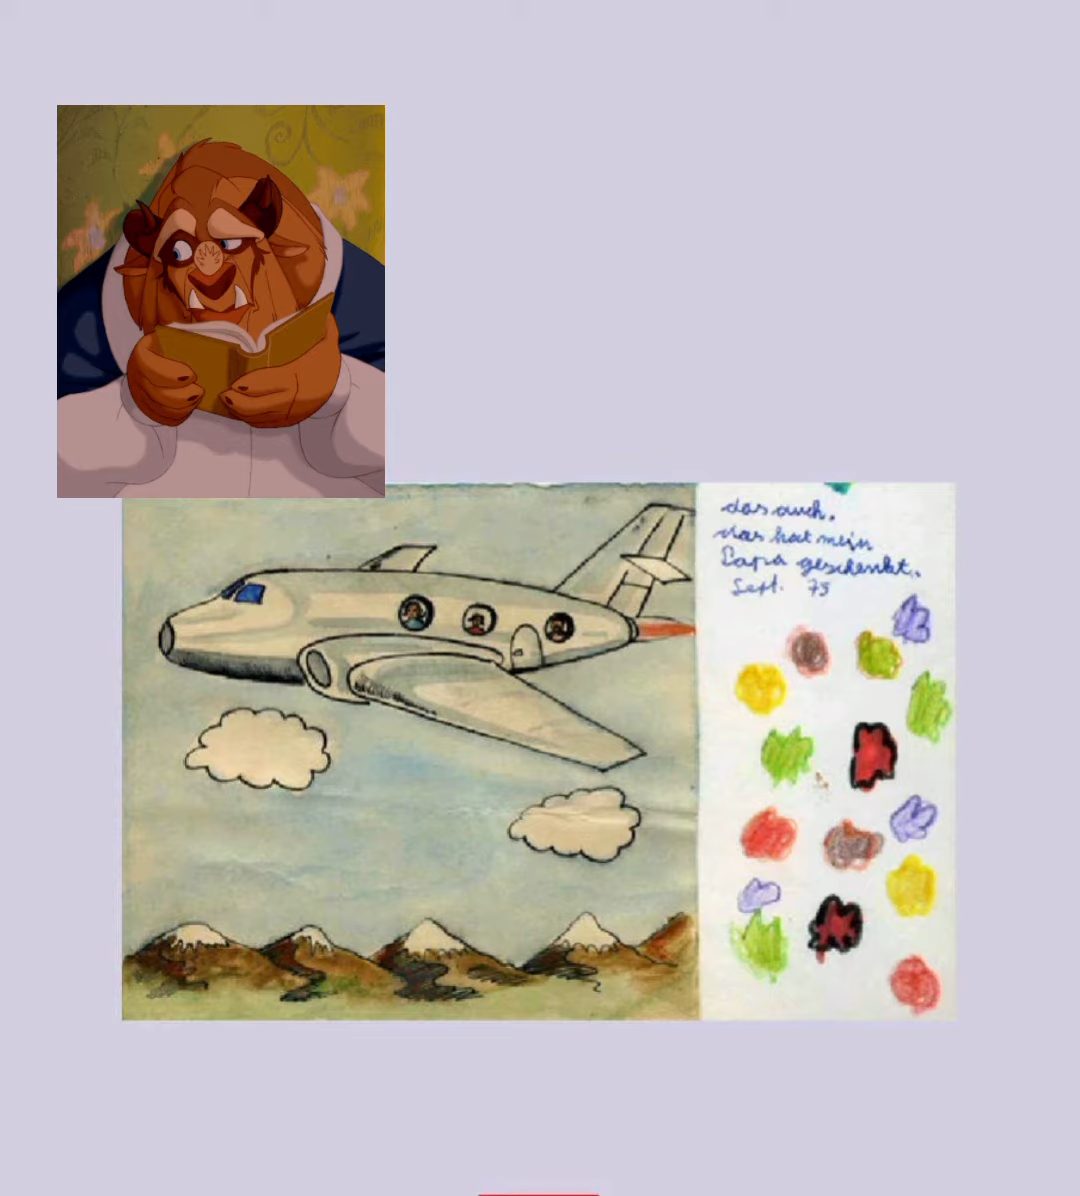 das auch.
das hat mein
Papa geschenkt.
Sept. 75